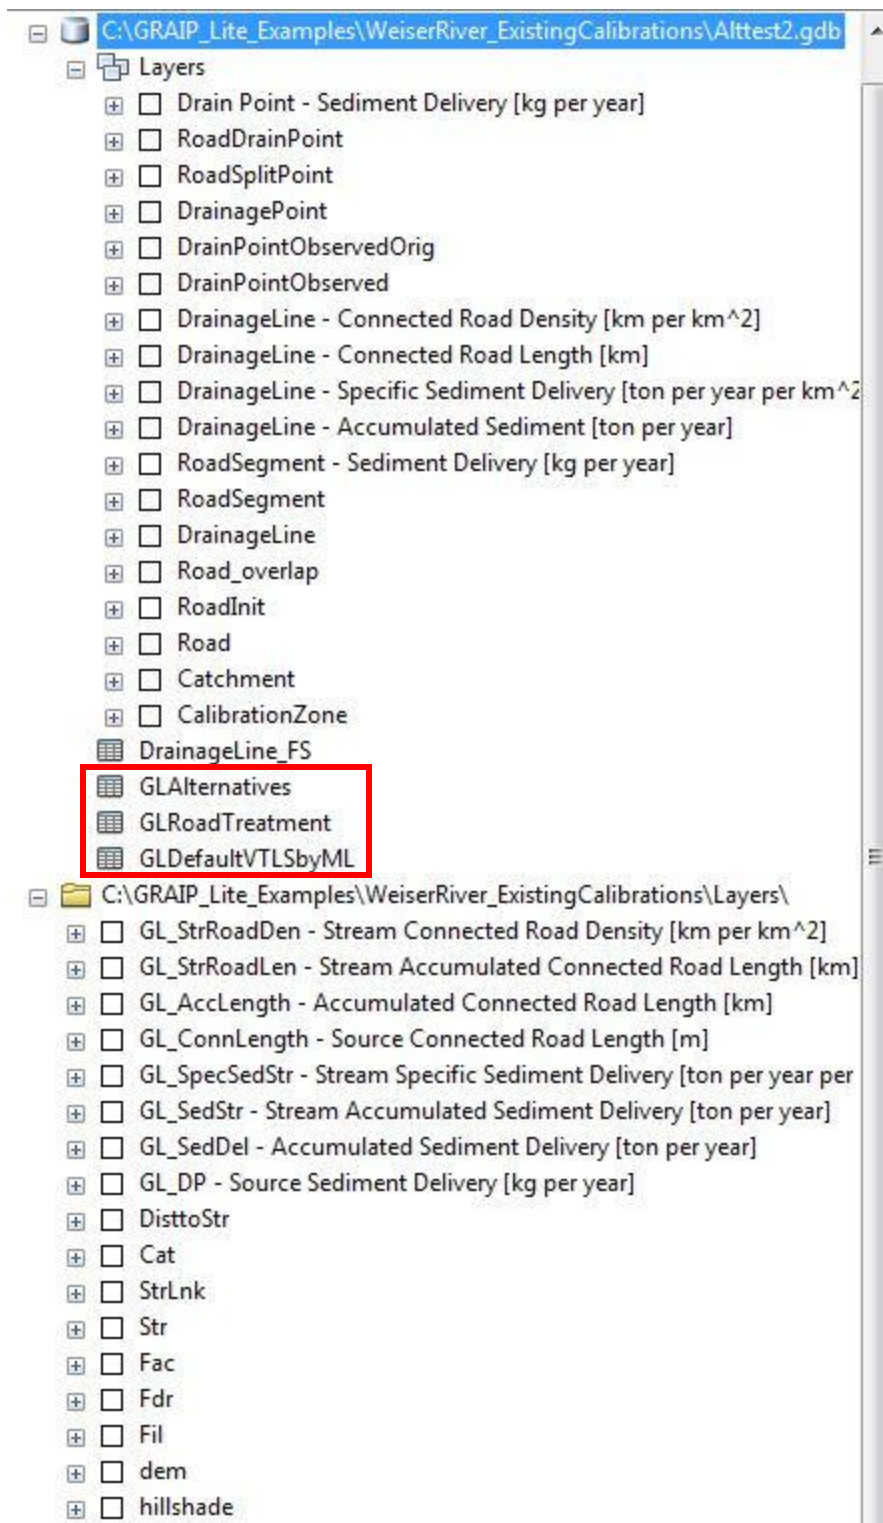 C:\GRAIP_Lite_Examples\WeiserRiver_ExistingCalibrations\Alttest2.gdb
Layers
Drain Point - Sediment Delivery [kg per year]
RoadDrainPoint
RoadSplitPoint
DrainagePoint
DrainPointObservedOrig
DrainPointObserved
DrainageLine - Connected Road Density [km per km^2]
DrainageLine - Connected Road Length [km]
DrainageLine - Specific Sediment Delivery [ton per year per km^2
DrainageLine - Accumulated Sediment [ton per year]
RoadSegment - Sediment Delivery [kg per year]
RoadSegment
DrainageLine
Road_overlap
RoadInit
Road
Catchment
CalibrationZone
DrainageLine_FS
GLAlternatives
GLRoadTreatment
GLDefaultVTLSbyML
C:\GRAIP_Lite_Examples\WeiserRiver_ExistingCalibrations\Layers\
GL_StrRoadDen - Stream Connected Road Density [km per km^2]
GL_StrRoadLen - Stream Accumulated Connected Road Length [km]
GL_AccLength - Accumulated Connected Road Length [km]
GL_ConnLength - Source Connected Road Length [m]
GL_SpecSedStr - Stream Specific Sediment Delivery [ton per year per
GL_SedStr - Stream Accumulated Sediment Delivery [ton per year]
GL_SedDel - Accumulated Sediment Delivery [ton per year]
GL_DP - Source Sediment Delivery [kg per year]
DisttoStr
Cat
StrLnk
Str
Fac
Fdr
Fil
dem
hillshade